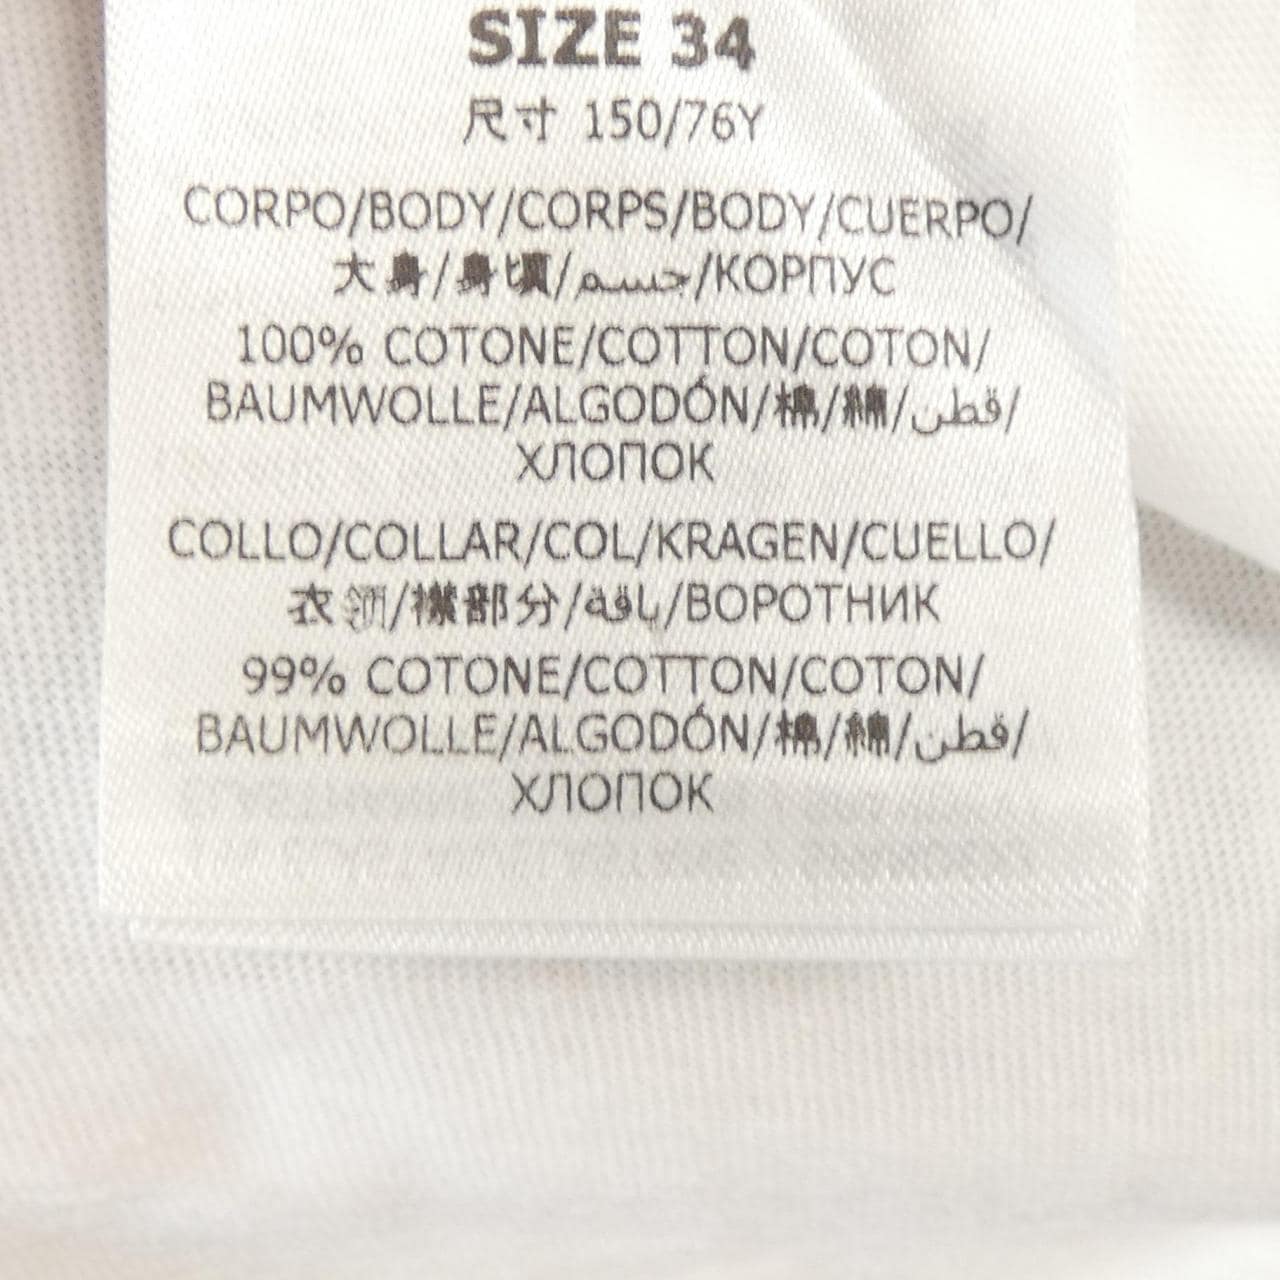 SIZE 34
尺寸 150/76Y
CORPO/BODY/CORPS/BODY/CUERPO/
大身/身頃/جسم/КОРПУС
100% COTONE/COTTON/COTON/
BAUMWOLLE/ALGODÓN/棉/綿/قطن/
ХЛОПОК
COLLO/COLLAR/COL/KRAGEN/CUELLO/
衣领/襟部分/ياقة/ВОРОТНИК
99% COTONE/COTTON/COTON/
BAUMWOLLE/ALGODÓN/棉/綿/قطن/
ХЛОПОК